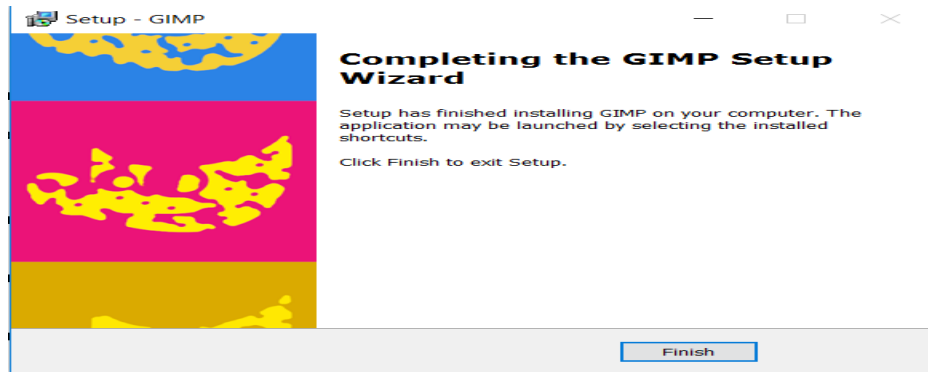 Setup - GIMP
Completing the GIMP Setup
Wizard
Setup has finished installing GIMP on your computer. The
application may be launched by selecting the installed
shortcuts.
Click Finish to exit Setup.
Finish